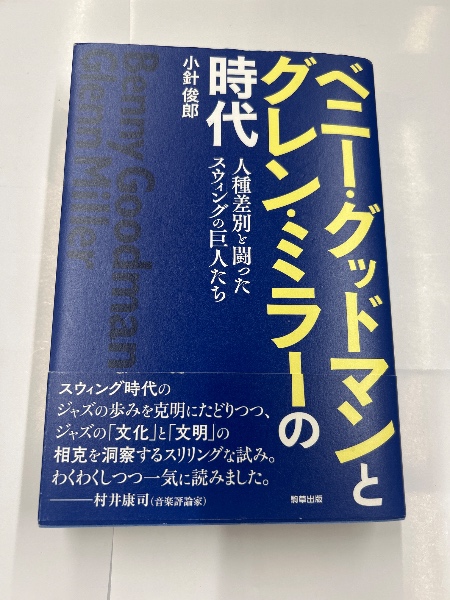 ベニー・グッドマンと
グレン・ミラーの
時代
人種差別と闘った
スウィングの巨人たち
小針 俊郎
Benny Goodman
Glenn Miller
スウィング時代の
ジャズの歩みを克明にたどりつつ、
ジャズの「文化」と「文明」の
相克を洞察するスリリングな試み。
わくわくしつつ一気に読みました。
——村井康司(音楽評論家)
駒草出版